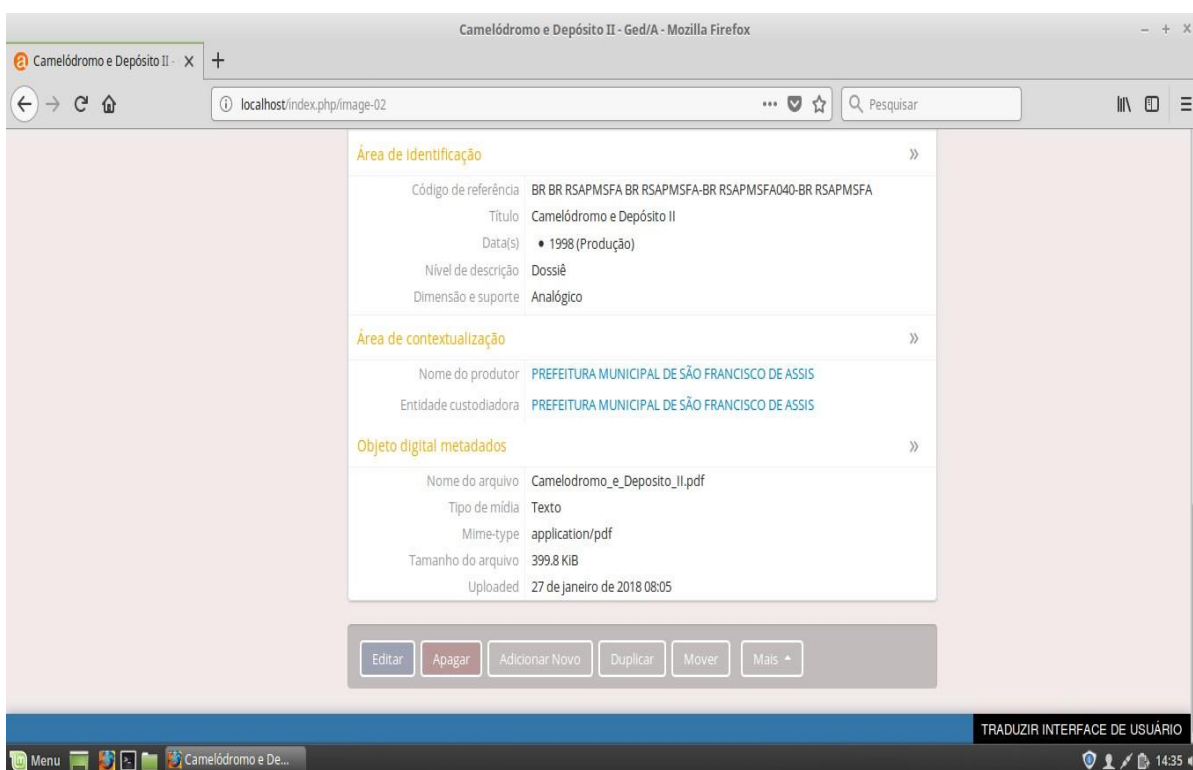 Camelódromo e Depósito II - Ged/A - Mozilla Firefox
Camelódromo e Depósito II -
localhost/index.php/image-02
Pesquisar
Área de identificação
Código de referência BR BR RSAPMSFA BR RSAPMSFA-BR RSAPMSFA040-BR RSAPMSFA
Título Camelódromo e Depósito II
Data(s) • 1998 (Produção)
Nível de descrição Dossiê
Dimensão e suporte Analógico
Área de contextualização
Nome do produtor PREFEITURA MUNICIPAL DE SÃO FRANCISCO DE ASSIS
Entidade custodiadora PREFEITURA MUNICIPAL DE SÃO FRANCISCO DE ASSIS
Objeto digital metadados
Nome do arquivo Camelodromo_e_Deposito_II.pdf
Tipo de mídia Texto
Mime-type application/pdf
Tamanho do arquivo 399.8 KiB
Uploaded 27 de janeiro de 2018 08:05
Editar Apagar Adicionar Novo Duplicar Mover Mais
TRADUZIR INTERFACE DE USUÁRIO
Menu Camelódromo e De... 14:35